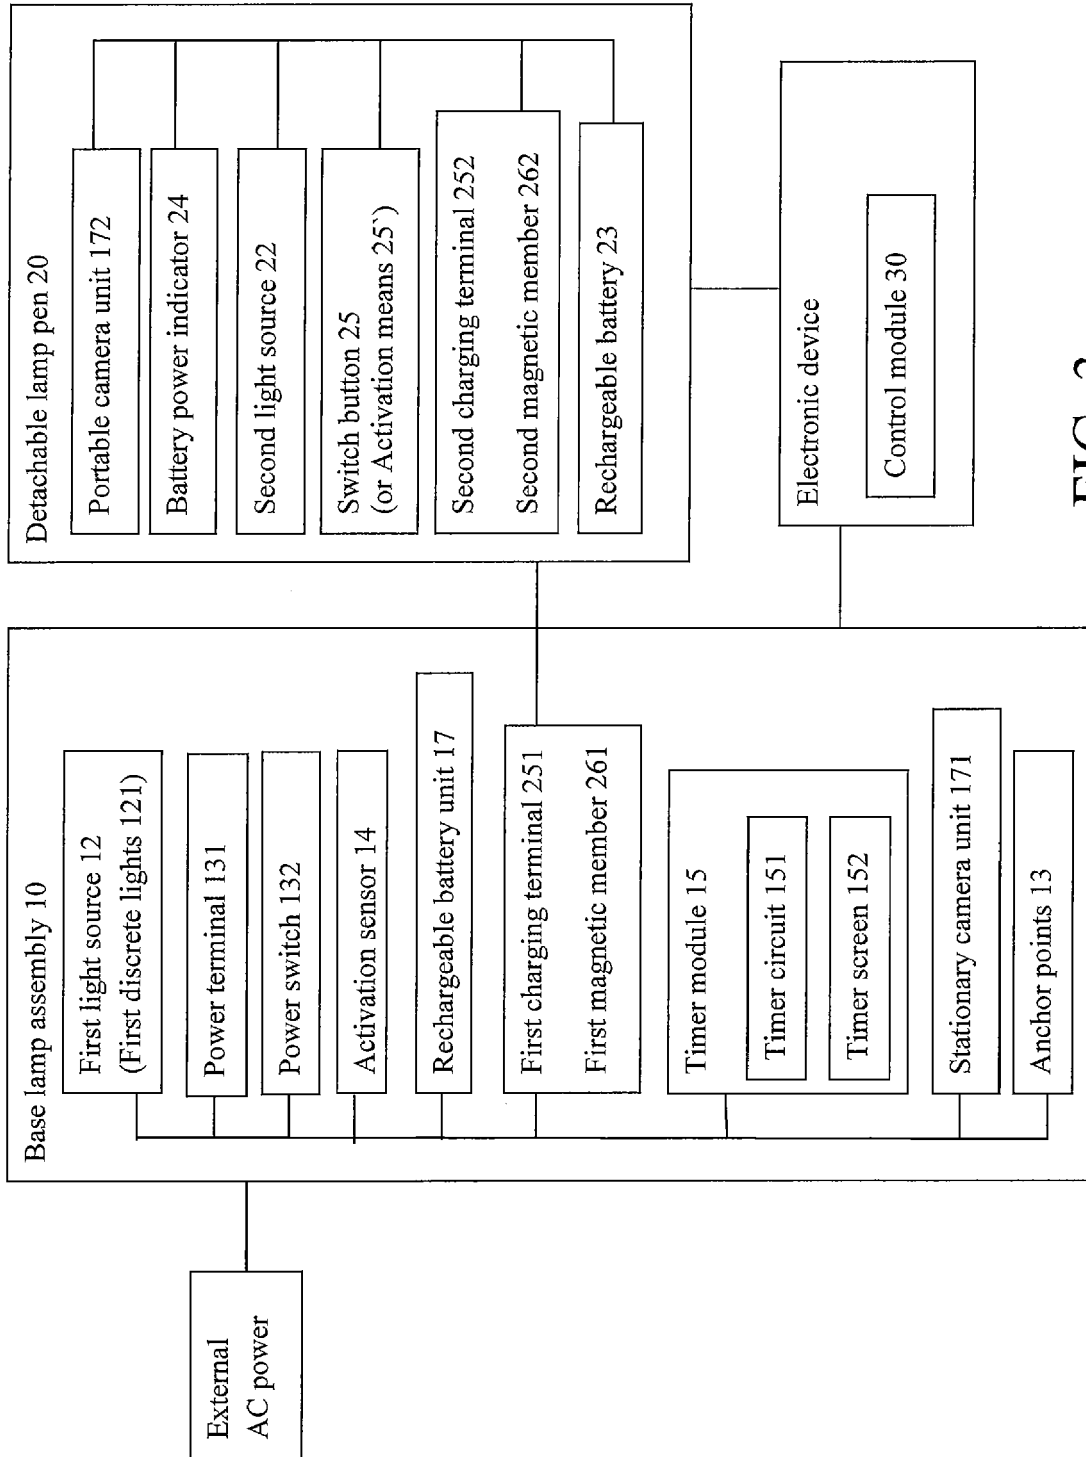 External
AC power
Base lamp assembly 10
First light source 12
(First discrete lights 121)
Power terminal 131
Power switch 132
Activation sensor 14
Rechargeable battery unit 17
First charging terminal 251
First magnetic member 261
Timer module 15
Timer circuit 151
Timer screen 152
Stationary camera unit 171
Anchor points 13
Detachable lamp pen 20
Portable camera unit 172
Battery power indicator 24
Second light source 22
Switch button 25
(or Activation means 25`)
Second charging terminal 252
Second magnetic member 262
Rechargeable battery 23
Electronic device
Control module 30
FIG.